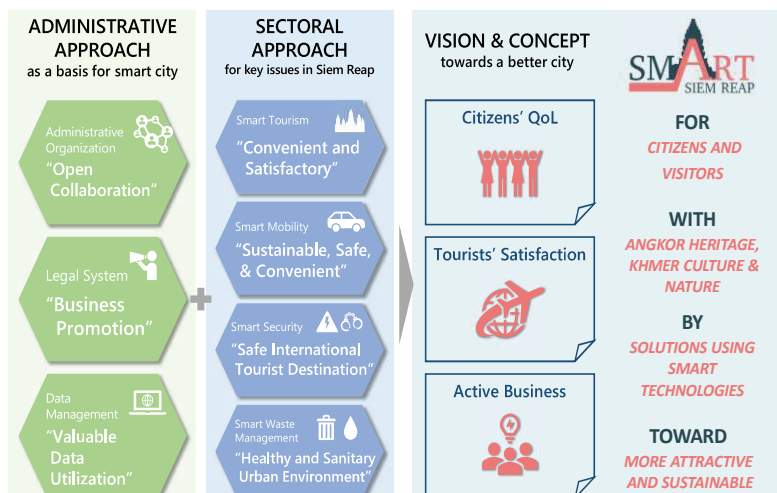 ADMINISTRATIVE
APPROACH
as a basis for smart city
Administrative
Organization
“Open
Collaboration”
Legal System
“Business
Promotion”
Data
Management
“Valuable
Data
Utilization”
SECTORAL
APPROACH
for key issues in Siem Reap
Smart Tourism
“Convenient and
Satisfactory”
Smart Mobility
“Sustainable, Safe,
& Convenient”
Smart Security
“Safe International
Tourist Destination”
Smart Waste
Management
“Healthy and Sanitary
Urban Environment”
VISION & CONCEPT
towards a better city
Citizens’ QoL
Tourists’ Satisfaction
Active Business
SMART
SIEM REAP
FOR
CITIZENS AND
VISITORS
WITH
ANGKOR HERITAGE,
KHMER CULTURE &
NATURE
BY
SOLUTIONS USING
SMART
TECHNOLOGIES
TOWARD
MORE ATTRACTIVE
AND SUSTAINABLE